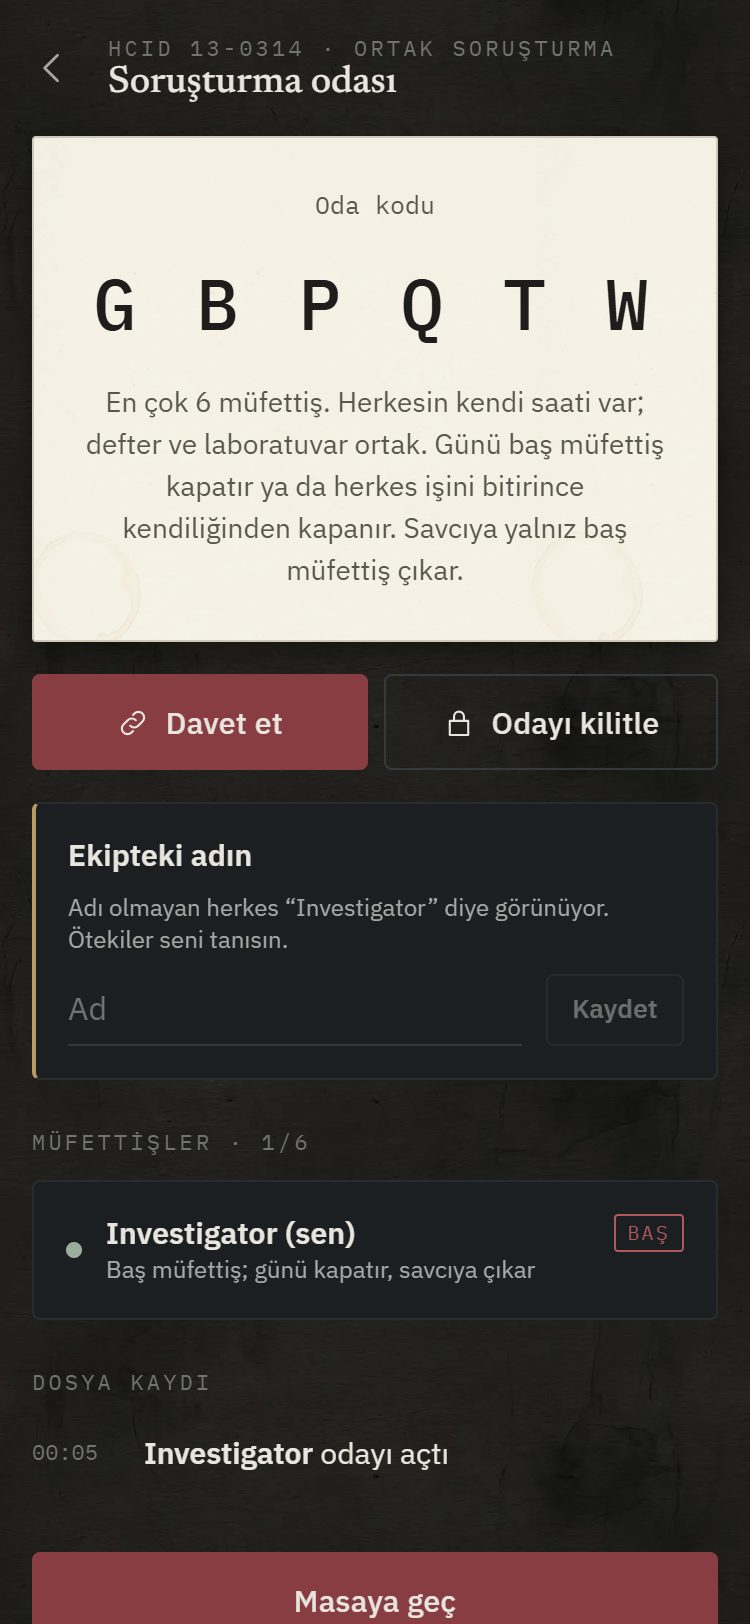 HCID 13-0314 · ORTAK SORUŞTURMA
Soruşturma odası
Oda kodu
G B P Q T W
En çok 6 müfettiş. Herkesin kendi saati var;
defter ve laboratuvar ortak. Günü baş müfettiş
kapatır ya da herkes işini bitirince
kendiliğinden kapanır. Savcıya yalnız baş
müfettiş çıkar.
Davet et
Odayı kilitle
Ekipteki adın
Adı olmayan herkes “Investigator” diye görünüyor.
Ötekiler seni tanısın.
Ad
Kaydet
MÜFETTİŞLER · 1/6
Investigator (sen)
BAŞ
Baş müfettiş; günü kapatır, savcıya çıkar
DOSYA KAYDI
00:05 Investigator odayı açtı
Masaya geç